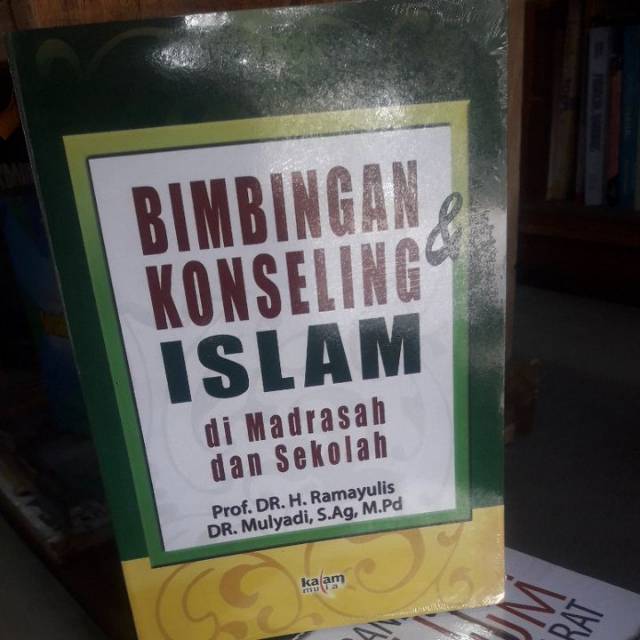 BIMBINGAN
&
KONSELING
ISLAM
di Madrasah
dan Sekolah
Prof. DR. H. Ramayulis
DR. Mulyadi, S.Ag, M.Pd
kalam
mulia